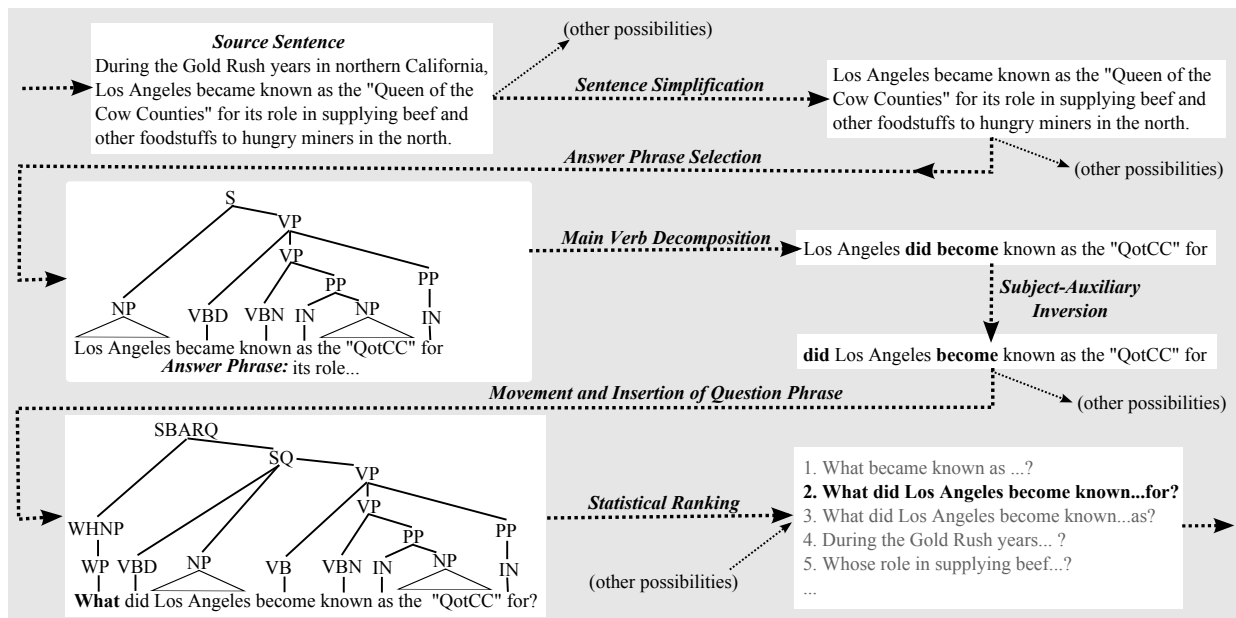 (other possibilities)
Source Sentence
During the Gold Rush years in northern California,
Los Angeles became known as the "Queen of the
Cow Counties" for its role in supplying beef and
other foodstuffs to hungry miners in the north.
Sentence Simplification
Los Angeles became known as the "Queen of the
Cow Counties" for its role in supplying beef and
other foodstuffs to hungry miners in the north.
Answer Phrase Selection
(other possibilities)
S
VP
VP
PP
PP
NP
VBD
VBN
IN
NP
IN
Los Angeles became known as the "QotCC" for
Answer Phrase: its role...
Main Verb Decomposition
Los Angeles did become known as the "QotCC" for
Subject-Auxiliary
Inversion
did Los Angeles become known as the "QotCC" for
Movement and Insertion of Question Phrase
(other possibilities)
SBARQ
SQ
VP
VP
WHNP
PP
PP
WP
VBD
NP
VB
VBN
IN
NP
IN
What did Los Angeles become known as the "QotCC" for?
Statistical Ranking
(other possibilities)
1. What became known as ...?
2. What did Los Angeles become known...for?
3. What did Los Angeles become known...as?
4. During the Gold Rush years... ?
5. Whose role in supplying beef...?
...